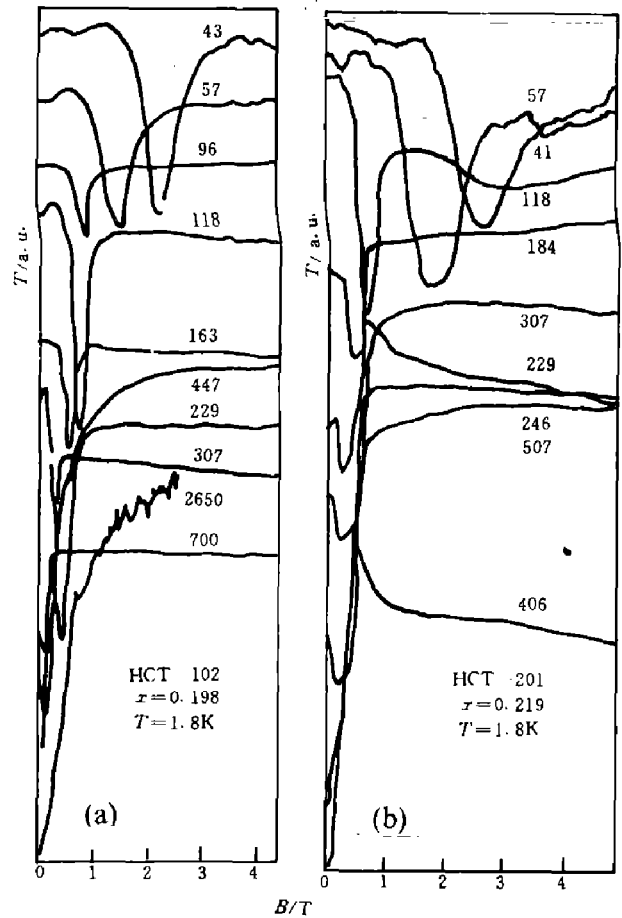 43
57
96
118
163
447
229
307
2650
700
HCT 102
x=0.198
T=1.8K
(a)
T/a.u.
0 1 2 4
57
41
118
184
307
229
246
507
406
HCT 201
x=0.219
T=1.8K
(b)
T/a.u.
0 1 2 3 4
B/T